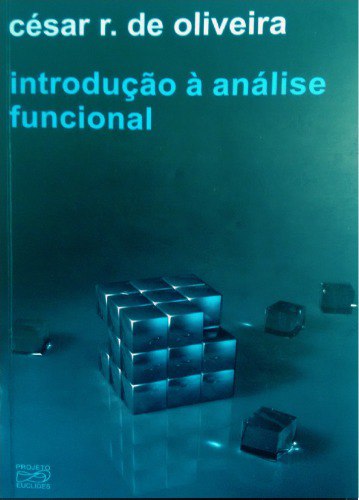 césar r. de oliveira
introdução à análise
funcional
PROJETO
EUCLIDES